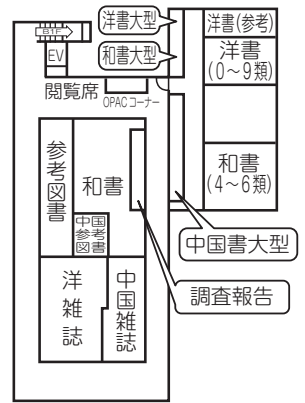 洋書大型
洋書(参考)
B1F
和書大型
洋書
(0～9類)
EV
閲覧席
OPACコーナー
参考図書
和書
和書
(4～6類)
中国
参考
図書
中国書大型
洋雑誌
中国雑誌
調査報告